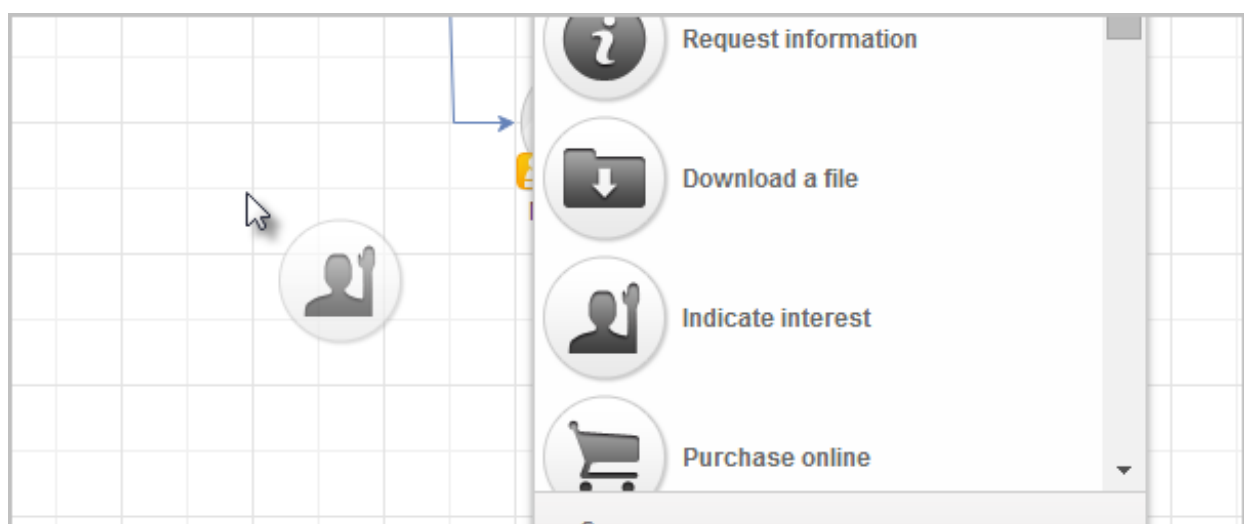 Request information
Download a file
Indicate interest
Purchase online